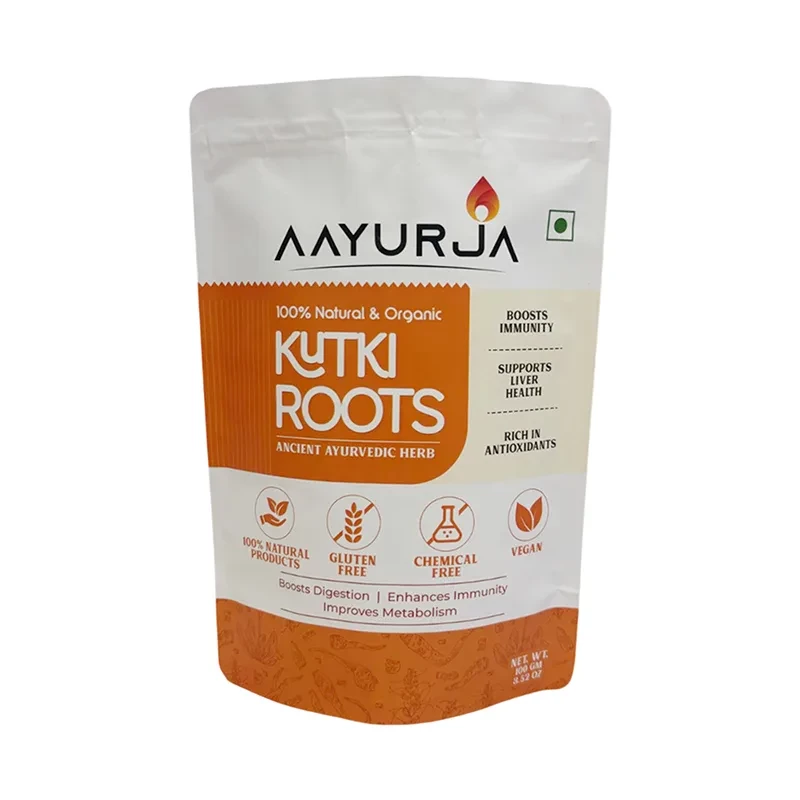 AAYURJA
100% Natural & Organic
KUTKI
ROOTS
ANCIENT AYURVEDIC HERB
BOOSTS
IMMUNITY
SUPPORTS
LIVER
HEALTH
RICH IN
ANTIOXIDANTS
100% NATURAL
PRODUCTS
GLUTEN
FREE
CHEMICAL
FREE
VEGAN
Boosts Digestion | Enhances Immunity
Improves Metabolism
NET. WT.
100 GM
3.52 OZ